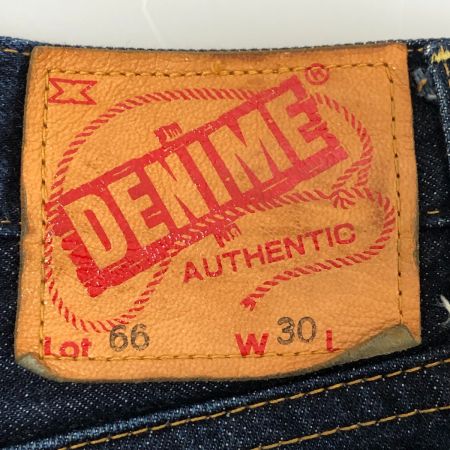 ®
DENIME
AUTHENTIC
Lot 66 W 30 L